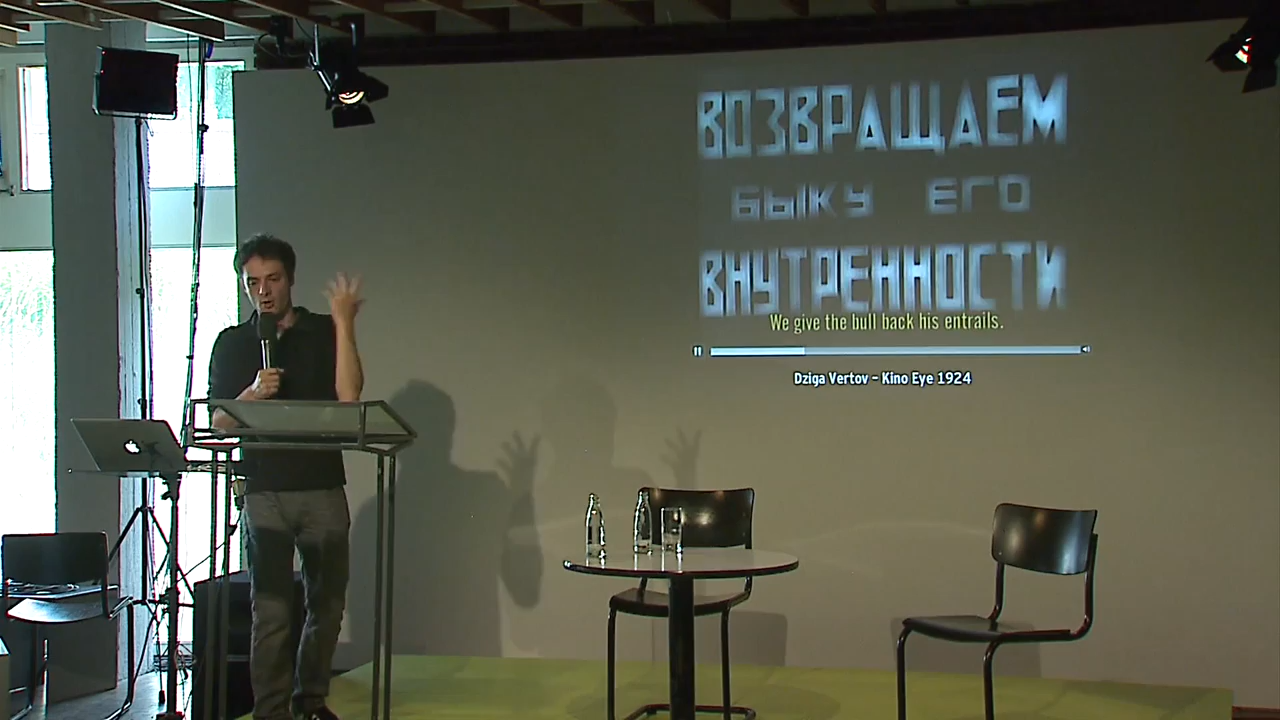 ВОЗВРАЩАЕМ
БЫКУ ЕГО
ВНУТРЕННОСТИ
We give the bull back his entrails.
Dziga Vertov – Kino Eye 1924